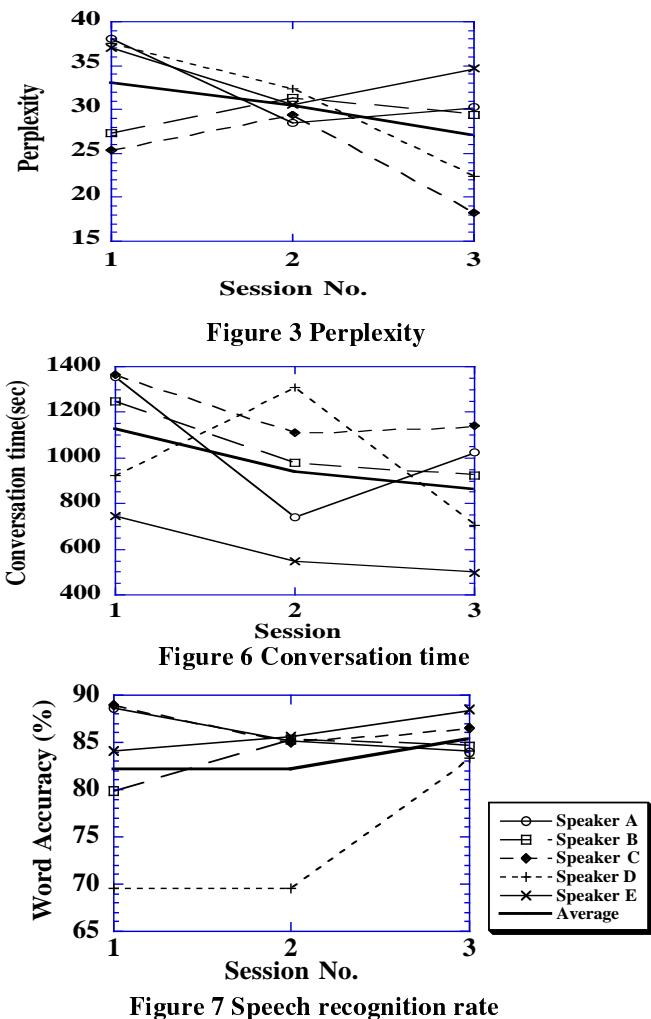 40
35
30
25
20
15
Perplexity
1 2 3
Session No.
Figure 3 Perplexity
1400
1200
1000
800
600
400
Conversation time(sec)
1 2 3
Session
Figure 6 Conversation time
90
85
80
75
70
65
Word Accuracy (%)
1 2 3
Session No.
Speaker A
Speaker B
Speaker C
Speaker D
Speaker E
Average
Figure 7 Speech recognition rate